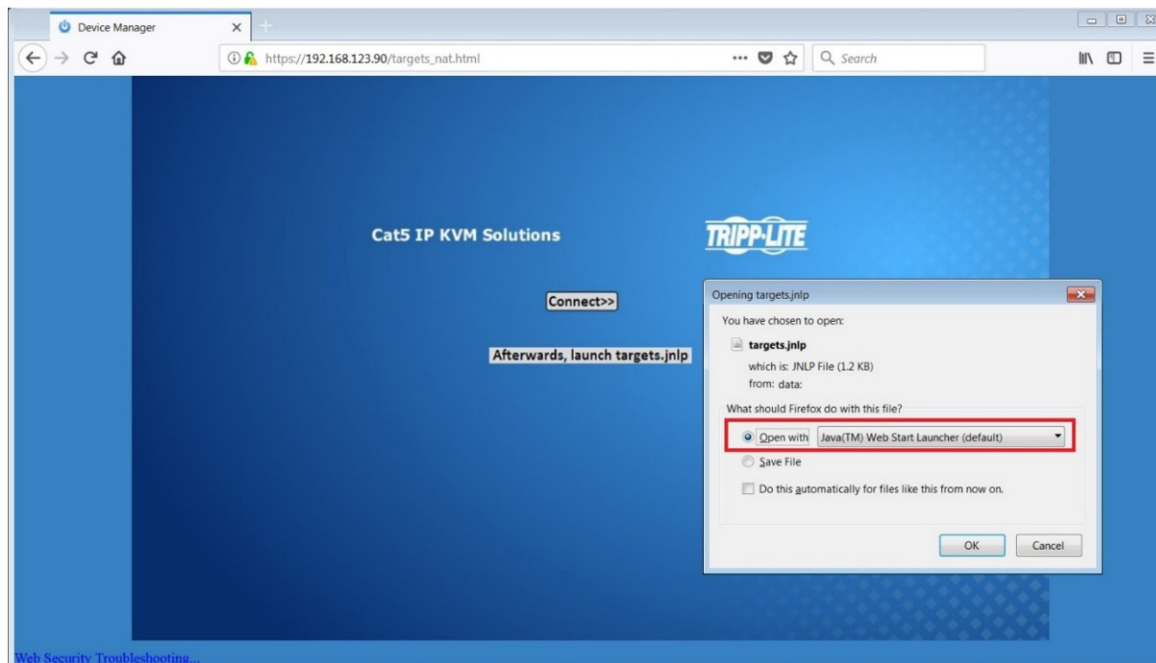 Device Manager
https://192.168.123.90/targets_nat.html
Search
Cat5 IP KVM Solutions
TRIPP·LITE
Connect>>
Afterwards, launch targets.jnlp
Opening targets.jnlp
You have chosen to open:
targets.jnlp
which is: JNLP File (1.2 KB)
from: data:
What should Firefox do with this file?
Open with Java(TM) Web Start Launcher (default)
Save File
Do this automatically for files like this from now on.
OK Cancel
Web Security Troubleshooting...